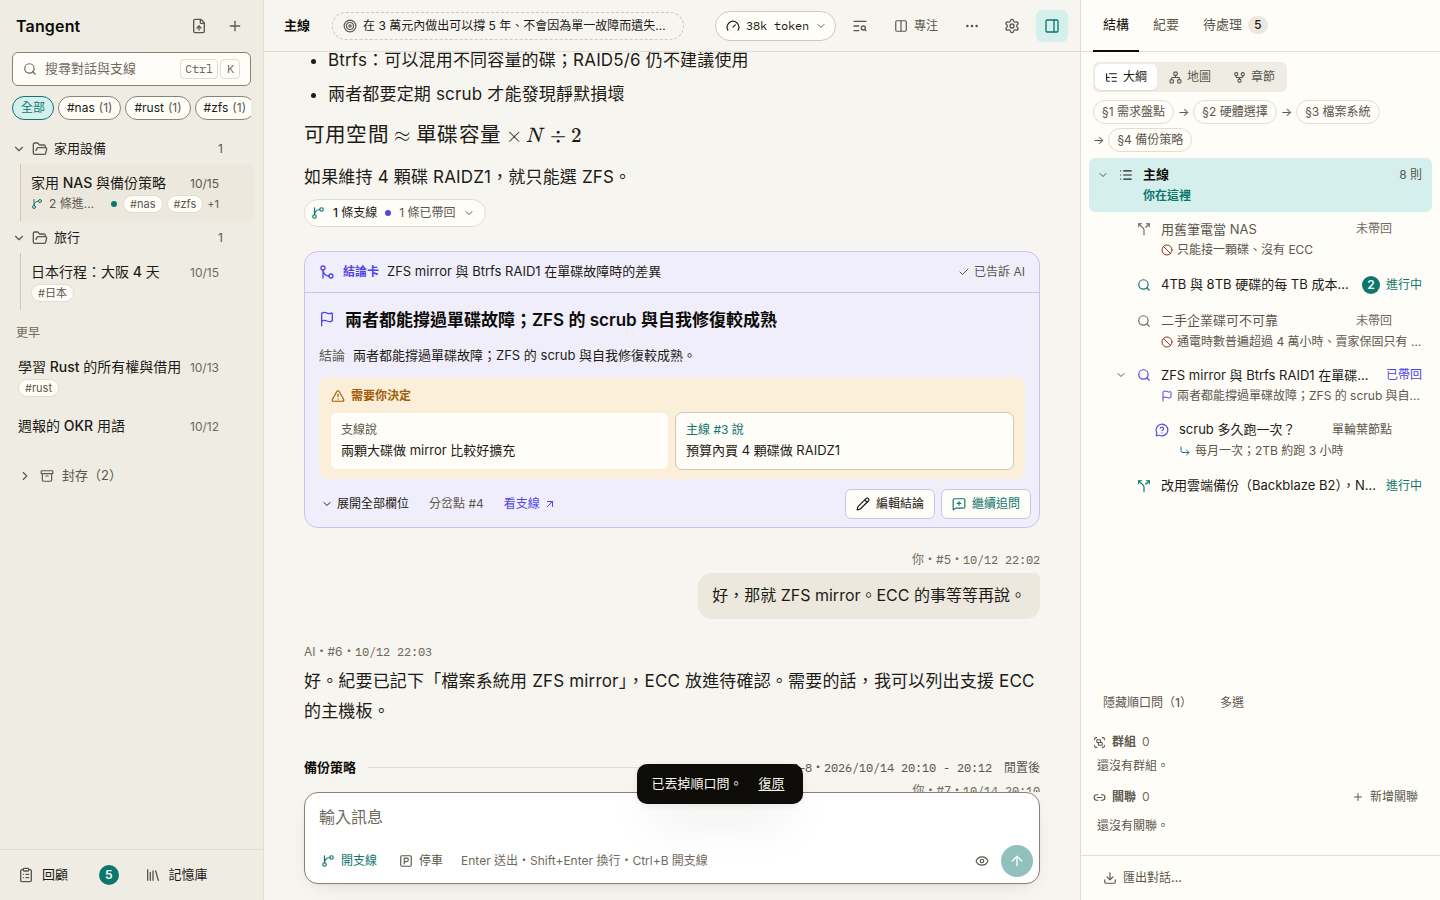 Tangent
搜尋對話與支線 Ctrl K
全部 #nas (1) #rust (1) #zfs (1)
家用設備 1
家用 NAS 與備份策略 10/15
2 條進… #nas #zfs +1
旅行 1
日本行程：大阪 4 天 10/15
#日本
更早
學習 Rust 的所有權與借用 10/13
#rust
週報的 OKR 用語 10/12
封存（2）
回顧 5 記憶庫
主線 在 3 萬元內做出可以撐 5 年、不會因為單一故障而遺失… 38k token 專注
Btrfs：可以混用不同容量的碟；RAID5/6 仍不建議使用
兩者都要定期 scrub 才能發現靜默損壞
可用空間 ≈ 單碟容量 × N ÷ 2
如果維持 4 顆碟 RAIDZ1，就只能選 ZFS。
1 條支線 1 條已帶回
結論卡 ZFS mirror 與 Btrfs RAID1 在單碟故障時的差異 已告訴 AI
兩者都能撐過單碟故障；ZFS 的 scrub 與自我修復較成熟
結論 兩者都能撐過單碟故障；ZFS 的 scrub 與自我修復較成熟。
需要你決定
支線說
兩顆大碟做 mirror 比較好擴充
主線 #3 說
預算內買 4 顆碟做 RAIDZ1
展開全部欄位 分岔點 #4 看支線 編輯結論 繼續追問
你・#5・10/12 22:02
好，那就 ZFS mirror。ECC 的事等等再說。
AI・#6・10/12 22:03
好。紀要已記下「檔案系統用 ZFS mirror」，ECC 放進待確認。需要的話，我可以列出支援 ECC
的主機板。
備份策略 –8・2026/10/14 20:10 - 20:12 閒置後
你・#7・10/14 20:10
已丟掉順口問。 復原
輸入訊息
開支線 停車 Enter 送出・Shift+Enter 換行・Ctrl+B 開支線
結構 紀要 待處理 5
大綱 地圖 章節
§1 需求盤點 → §2 硬體選擇 → §3 檔案系統
→ §4 備份策略
主線 8 則
你在這裡
用舊筆電當 NAS 未帶回
只能接一顆碟、沒有 ECC
4TB 與 8TB 硬碟的每 TB 成本… 2 進行中
二手企業碟可不可靠 未帶回
通電時數普遍超過 4 萬小時、賣家保固只有 …
ZFS mirror 與 Btrfs RAID1 在單碟… 已帶回
兩者都能撐過單碟故障；ZFS 的 scrub 與自…
scrub 多久跑一次？ 單輪葉節點
每月一次；2TB 約跑 3 小時
改用雲端備份（Backblaze B2），N… 進行中
隱藏順口問（1） 多選
群組 0
還沒有群組。
關聯 0 新增關聯
還沒有關聯。
匯出對話…